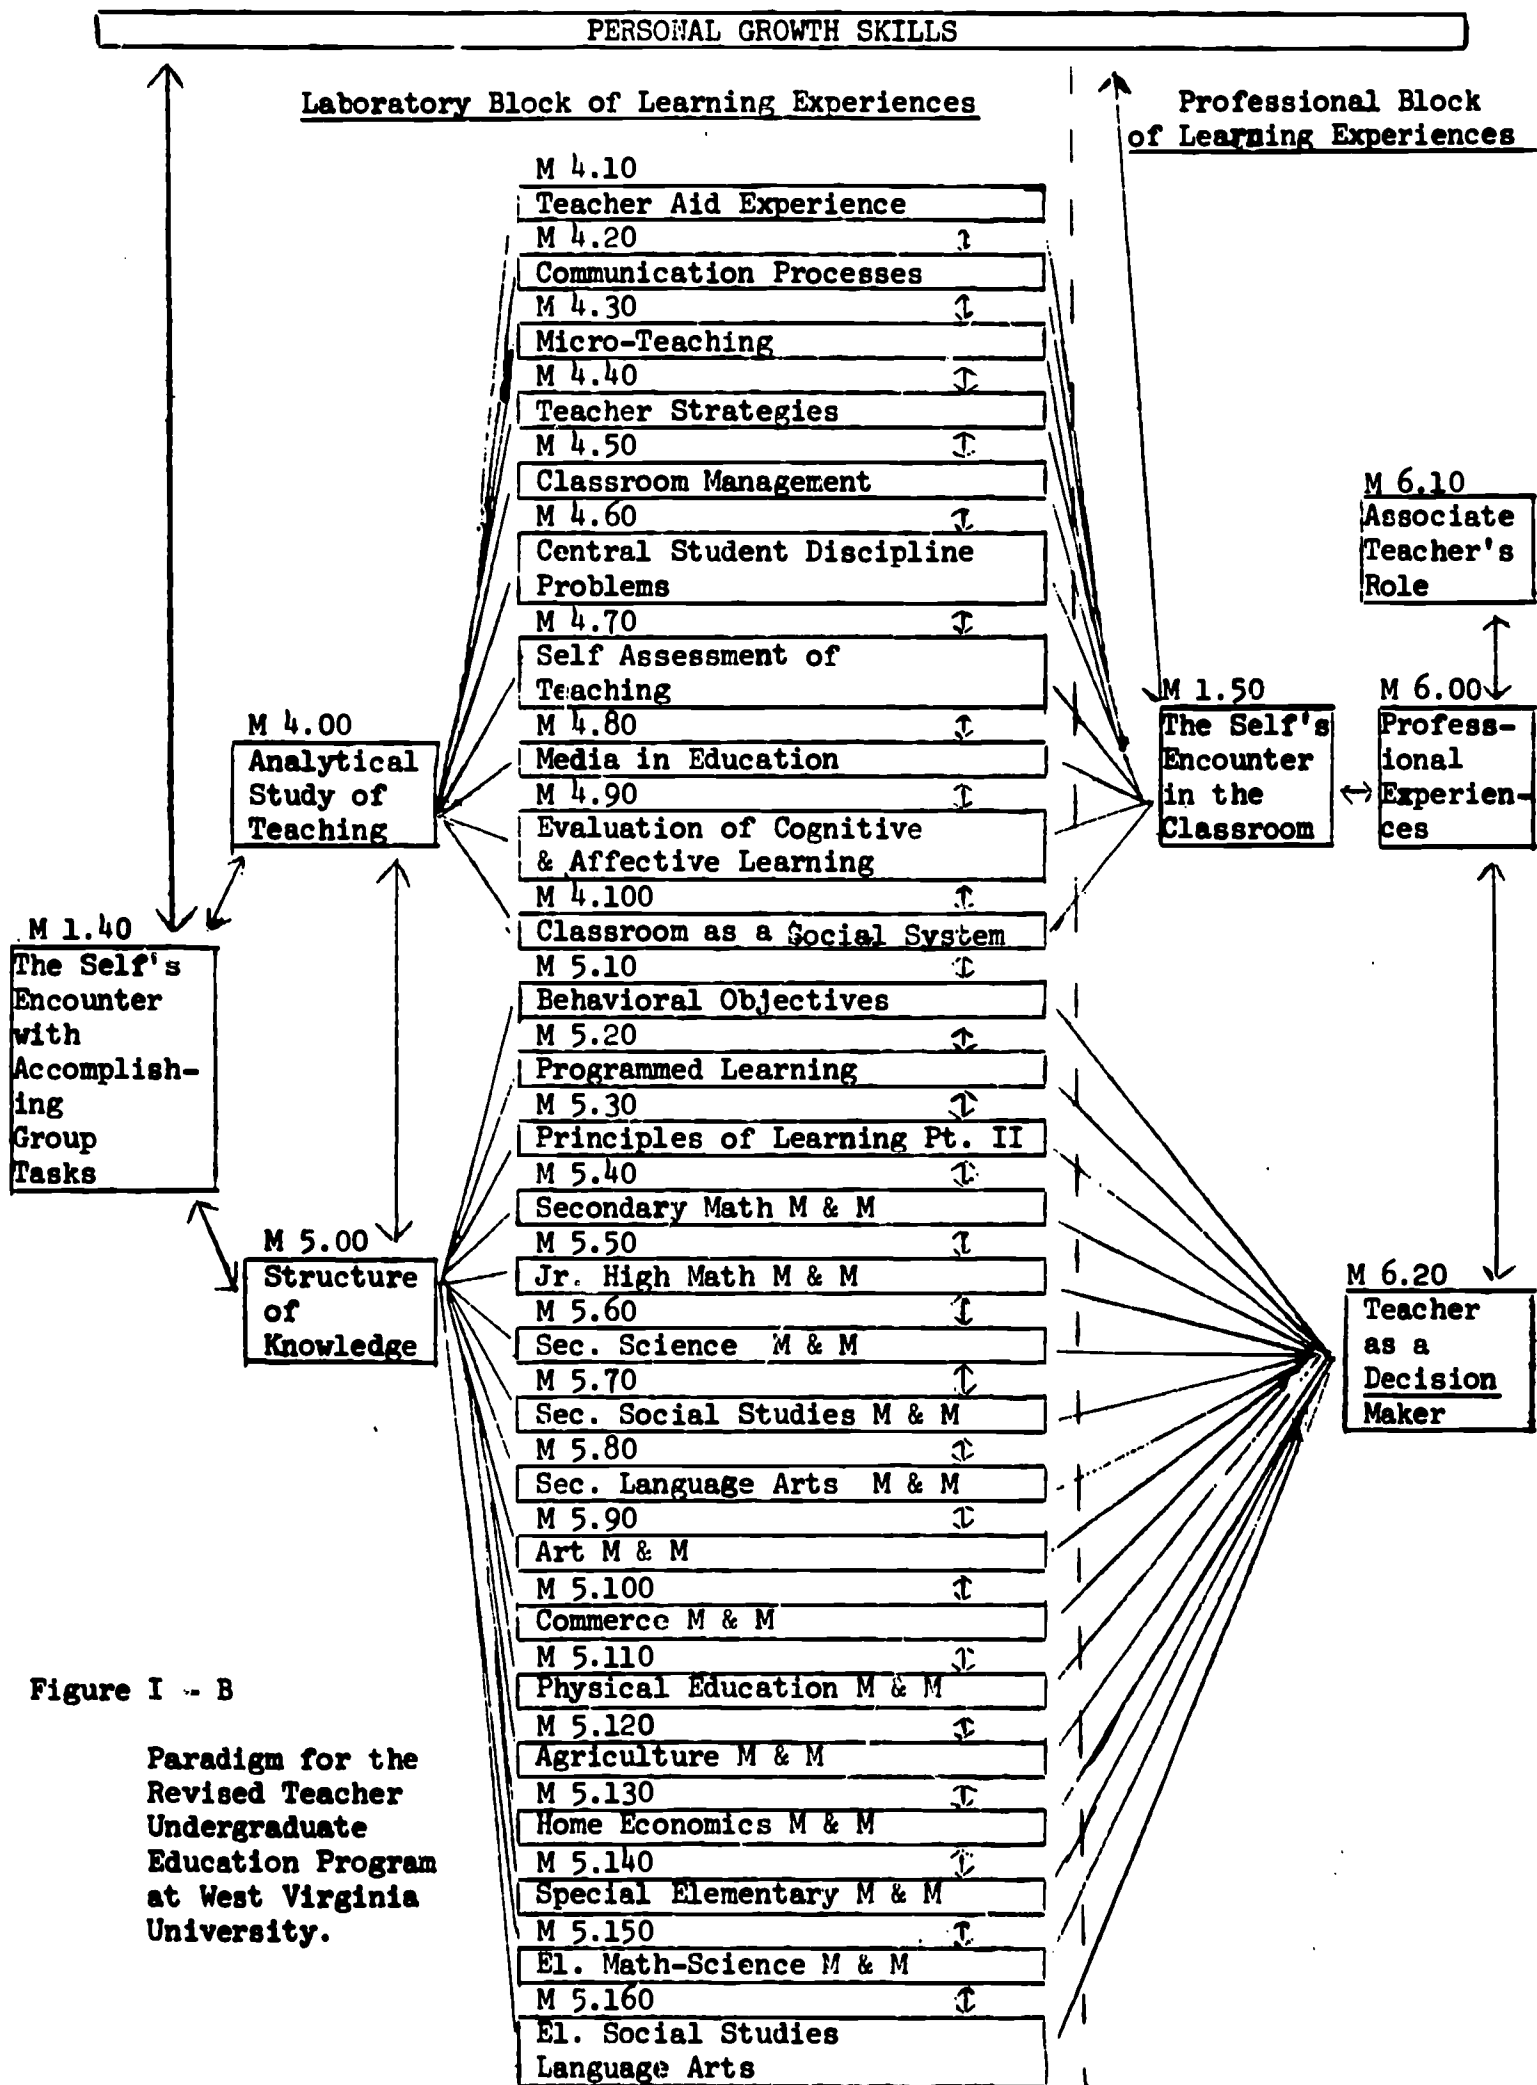 PERSONAL GROWTH SKILLS
Laboratory Block of Learning Experiences
Professional Block
of Learning Experiences
M 4.10
Teacher Aid Experience
M 4.20
Communication Processes
M 4.30
Micro-Teaching
M 4.40
Teacher Strategies
M 4.50
Classroom Management
M 4.60
Central Student Discipline
Problems
M 4.70
Self Assessment of
Teaching
M 4.80
Media in Education
M 4.90
Evaluation of Cognitive
& Affective Learning
M 4.100
Classroom as a Social System
M 5.10
Behavioral Objectives
M 5.20
Programmed Learning
M 5.30
Principles of Learning Pt. II
M 5.40
Secondary Math M & M
M 5.50
Jr. High Math M & M
M 5.60
Sec. Science M & M
M 5.70
Sec. Social Studies M & M
M 5.80
Sec. Language Arts M & M
M 5.90
Art M & M
M 5.100
Commerce M & M
M 5.110
Physical Education M & M
M 5.120
Agriculture M & M
M 5.130
Home Economics M & M
M 5.140
Special Elementary M & M
M 5.150
El. Math-Science M & M
M 5.160
El. Social Studies
Language Arts
M 4.00
Analytical
Study of
Teaching
M 1.40
The Self's
Encounter
with
Accomplish-
ing
Group
Tasks
M 5.00
Structure
of
Knowledge
M 1.50
The Self's
Encounter
in the
Classroom
M 6.10
Associate
Teacher's
Role
M 6.00
Profess-
ional
Experien-
ces
M 6.20
Teacher
as a
Decision
Maker
Figure I - B
Paradigm for the
Revised Teacher
Undergraduate
Education Program
at West Virginia
University.